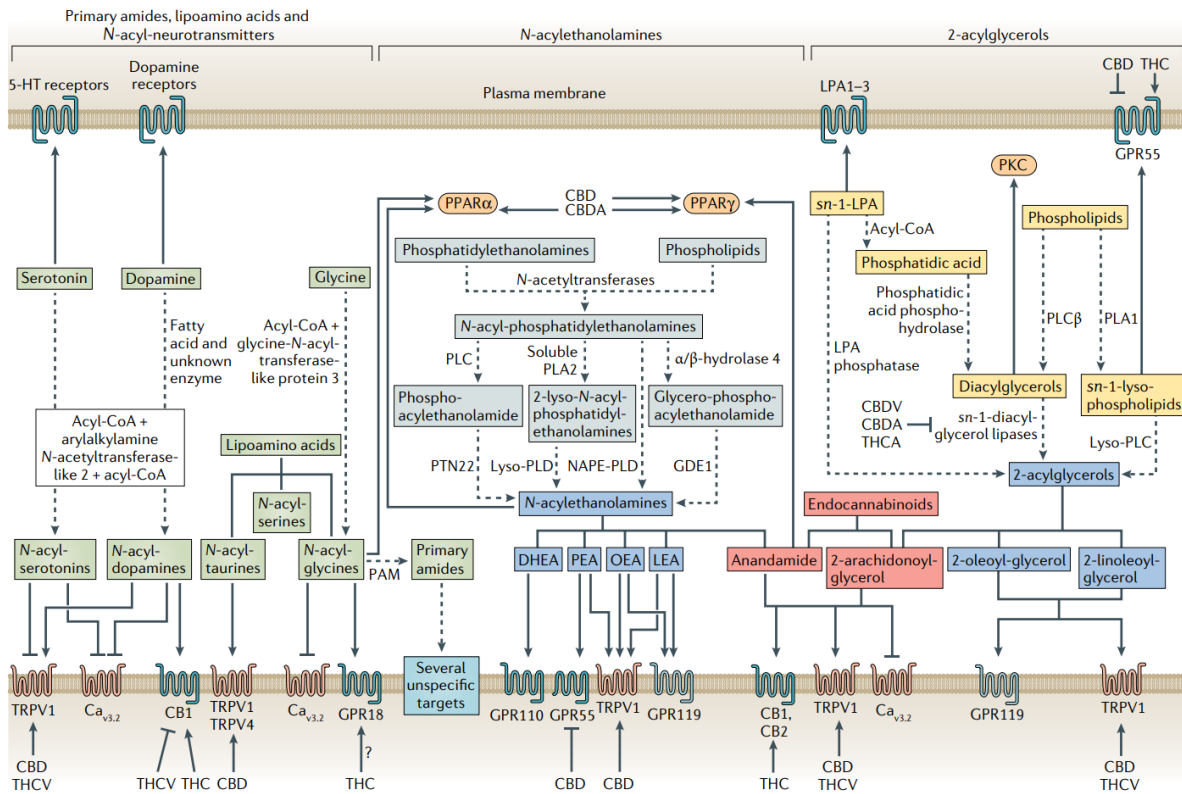 Primary amides, lipoamino acids and
N-acyl-neurotransmitters
N-acylethanolamines
2-acylglycerols
5-HT receptors
Dopamine
receptors
Plasma membrane
LPA1–3
CBD
THC
GPR55
PKC
PPARα
CBD
CBDA
PPARγ
sn-1-LPA
Acyl-CoA
Phospholipids
Phosphatidic acid
Serotonin
Dopamine
Glycine
Phosphatidylethanolamines
Phospholipids
N-acetyltransferases
N-acyl-phosphatidylethanolamines
Fatty
acid and
unknown
enzyme
Acyl-CoA +
glycine-N-acyl-
transferase-
like protein 3
PLC
Soluble
PLA2
α/β-hydrolase 4
LPA
phosphatase
Phosphatidic
acid phospho-
hydrolase
PLCβ
PLA1
Phospho-
acylethanolamide
2-lyso-N-acyl-
phosphatidyl-
ethanolamines
Glycero-phospho-
acylethanolamide
Diacylglycerols
sn-1-lyso-
phospholipids
CBDV
CBDA
THCA
sn-1-diacyl-
glycerol lipases
Lyso-PLC
Acyl-CoA +
arylalkylamine
N-acetyltransferase-
like 2 + acyl-CoA
Lipoamino acids
PTN22
Lyso-PLD
NAPE-PLD
GDE1
2-acylglycerols
N-acyl-
serines
N-acylethanolamines
Endocannabinoids
N-acyl-
serotonins
N-acyl-
dopamines
N-acyl-
taurines
N-acyl-
glycines
PAM
Primary
amides
DHEA
PEA
OEA
LEA
Anandamide
2-arachidonoyl-
glycerol
2-oleoyl-glycerol
2-linoleoyl-
glycerol
Several
unspecific
targets
TRPV1
Cav3.2
CB1
TRPV1
TRPV4
Cav3.2
GPR18
GPR110
GPR55
TRPV1
GPR119
CB1,
CB2
TRPV1
Cav3.2
GPR119
TRPV1
CBD
THCV
THCV
THC
CBD
?
THC
CBD
CBD
THC
CBD
THCV
CBD
THCV